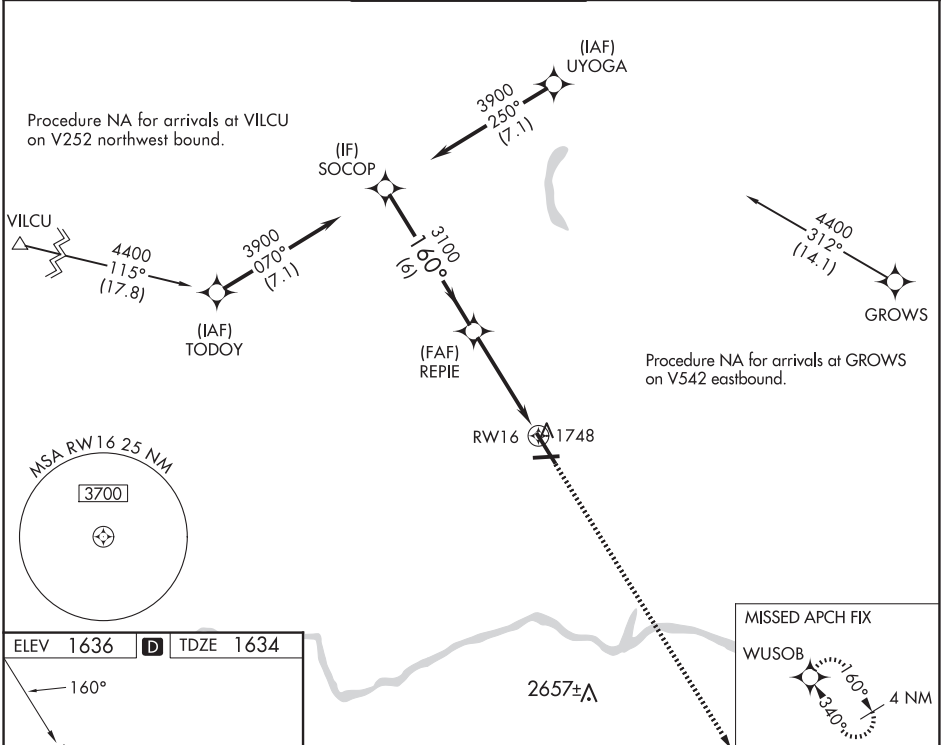 (IAF)
UYOGA
3900
250°
(7.1)
Procedure NA for arrivals at VILCU
on V252 northwest bound.
(IF)
SOCOP
VILCU
4400
115°
(17.8)
3900
070°
(7.1)
3100
160°
(6)
4400
312°
(14.1)
(IAF)
TODOY
GROWS
(FAF)
REPIE
Procedure NA for arrivals at GROWS
on V542 eastbound.
RW16
1748
MSA RW16 25 NM
3700
ELEV 1636 D TDZE 1634
160°
2657±
MISSED APCH FIX
WUSOB
160°
340°
4 NM